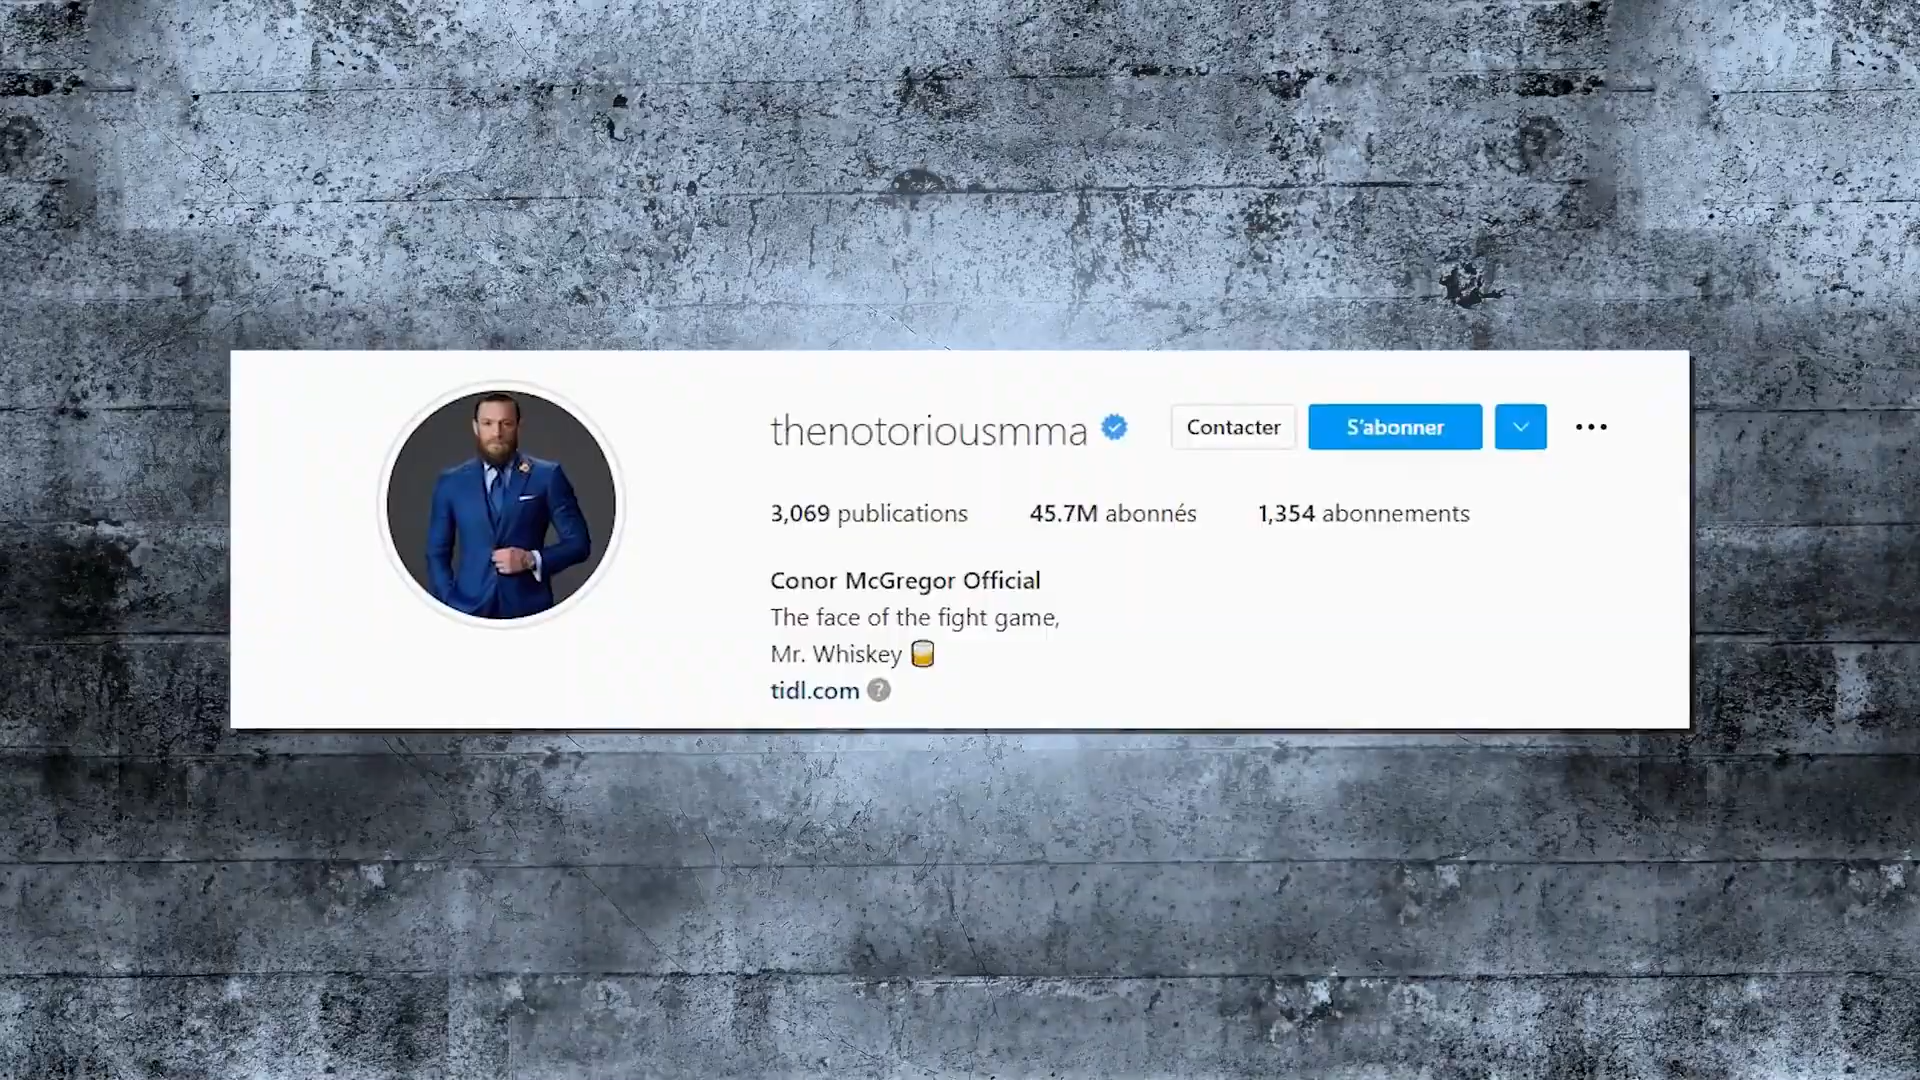 thenotoriousmma Contacter S'abonner
3,069 publications 45.7M abonnés 1,354 abonnements
Conor McGregor Official
The face of the fight game,
Mr. Whiskey 🥃
tidl.com ?